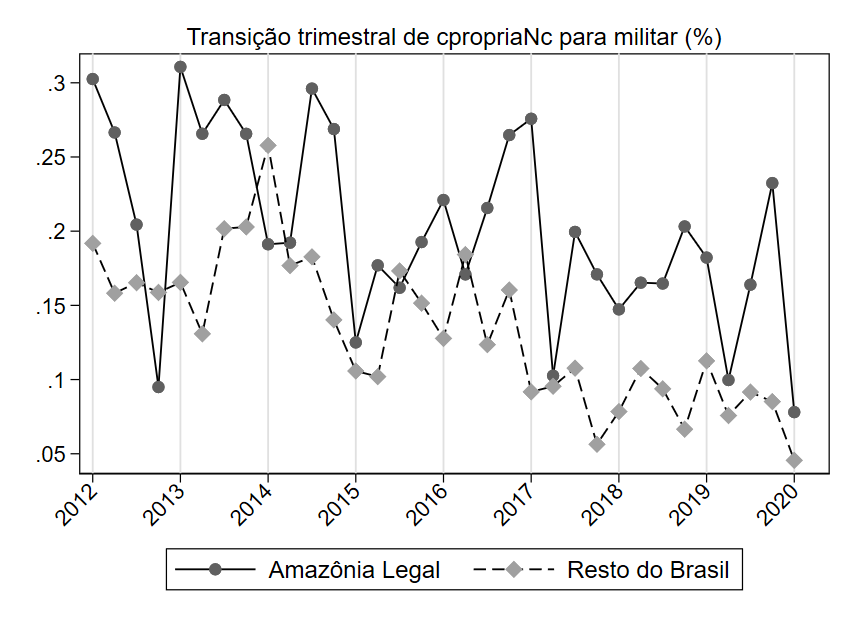 Transição trimestral de cpropriaNc para militar (%)
.3
.25
.2
.15
.1
.05
2012 2013 2014 2015 2016 2017 2018 2019 2020
Amazônia Legal Resto do Brasil